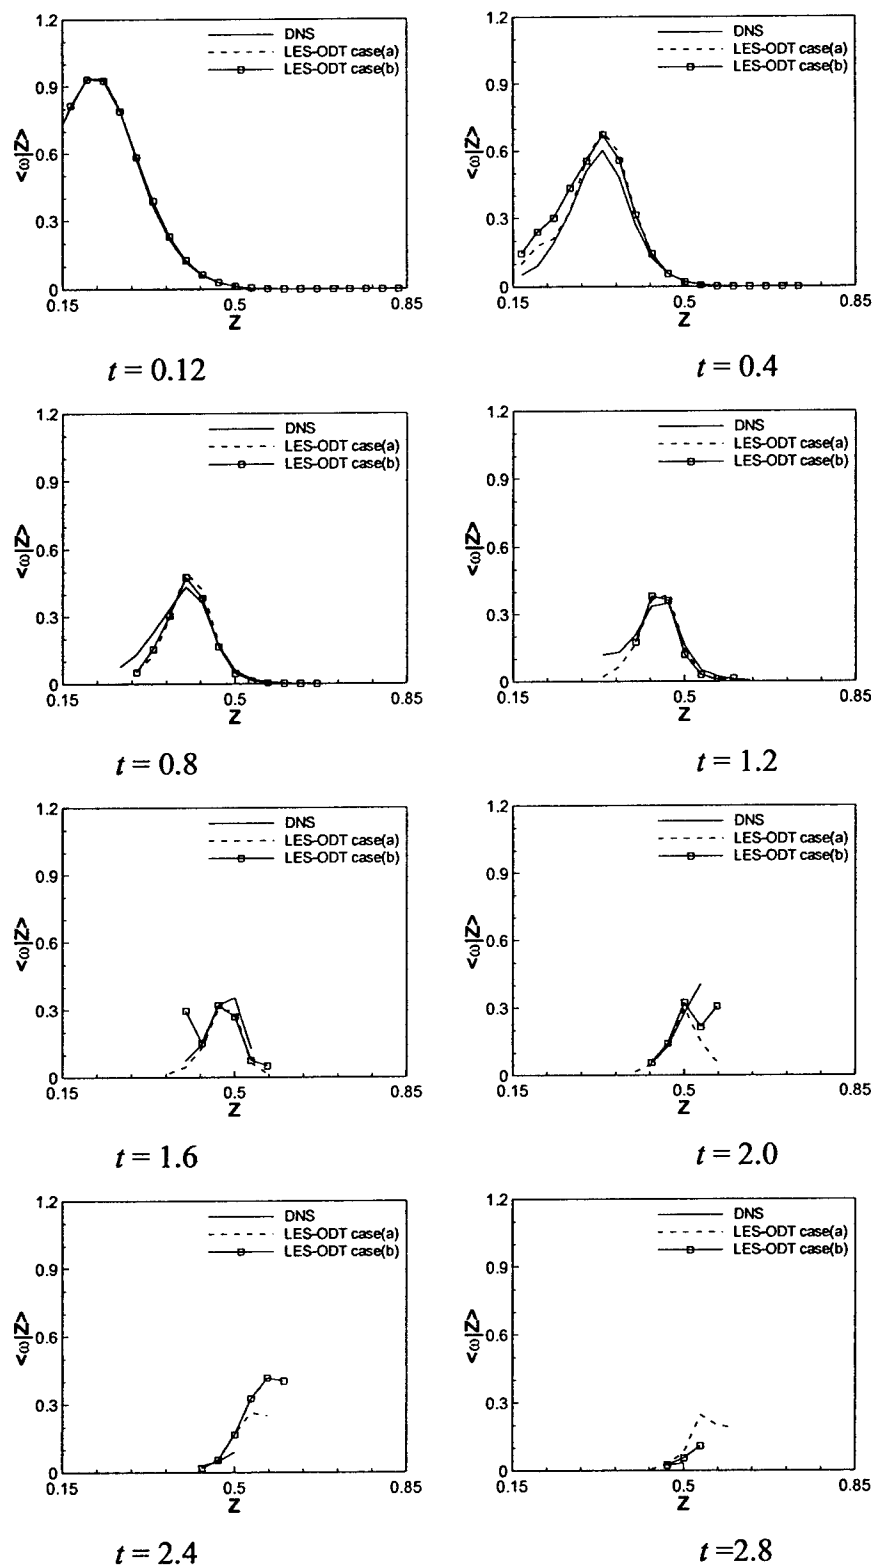 1.2
0.9
0.6
0.3
0
<ω|Z>
DNS
LES-ODT case(a)
LES-ODT case(b)
0.15
0.5
0.85
Z
t = 0.12
1.2
0.9
0.6
0.3
0
<ω|Z>
DNS
LES-ODT case(a)
LES-ODT case(b)
0.15
0.5
0.85
Z
t = 0.4
1.2
0.9
0.6
0.3
0
<ω|Z>
DNS
LES-ODT case(a)
LES-ODT case(b)
0.15
0.5
0.85
Z
t = 0.8
1.2
0.9
0.6
0.3
0
<ω|Z>
DNS
LES-ODT case(a)
LES-ODT case(b)
0.15
0.5
0.85
Z
t = 1.2
1.2
0.9
0.6
0.3
0
<ω|Z>
DNS
LES-ODT case(a)
LES-ODT case(b)
0.15
0.5
0.85
Z
t = 1.6
1.2
0.9
0.6
0.3
0
<ω|Z>
DNS
LES-ODT case(a)
LES-ODT case(b)
0.15
0.5
0.85
Z
t = 2.0
1.2
0.9
0.6
0.3
0
<ω|Z>
DNS
LES-ODT case(a)
LES-ODT case(b)
0.15
0.5
0.85
Z
t = 2.4
1.2
0.9
0.6
0.3
0
<ω|Z>
DNS
LES-ODT case(a)
LES-ODT case(b)
0.15
0.5
0.85
Z
t =2.8